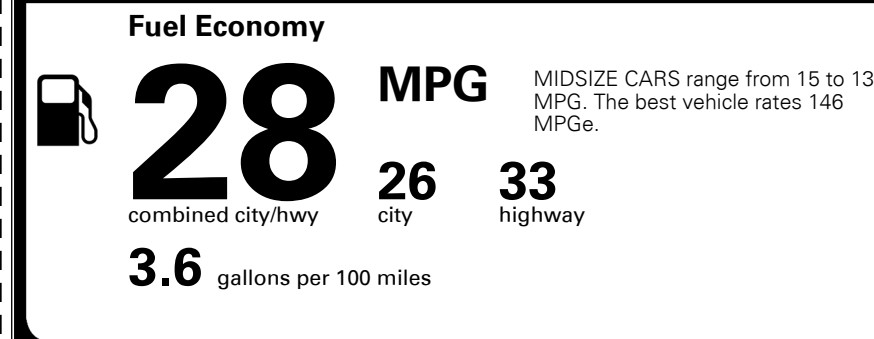 Fuel Economy
28
MPG
MIDSIZE CARS range from 15 to 13
MPG. The best vehicle rates 146
MPGe.
combined city/hwy
26
city
33
highway
3.6 gallons per 100 miles